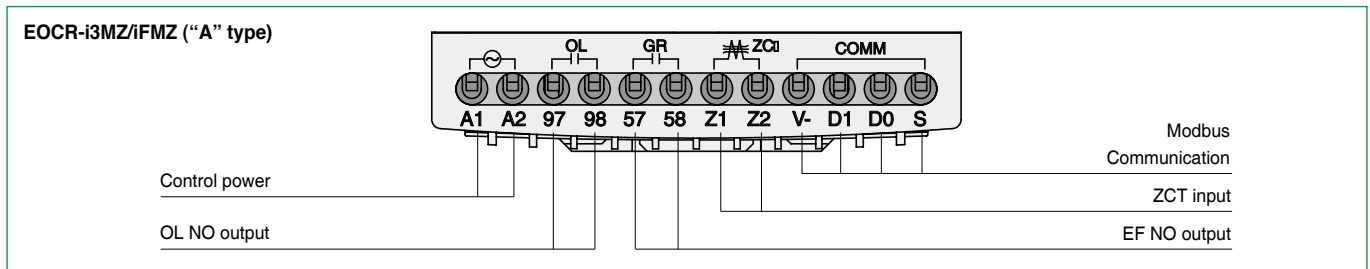 EOCR-i3MZ/iFMZ (“A” type)
OL GR ZC COMM
A1 A2 97 98 57 58 Z1 Z2 V- D1 D0 S
Modbus
Communication
Control power
ZCT input
OL NO output
EF NO output